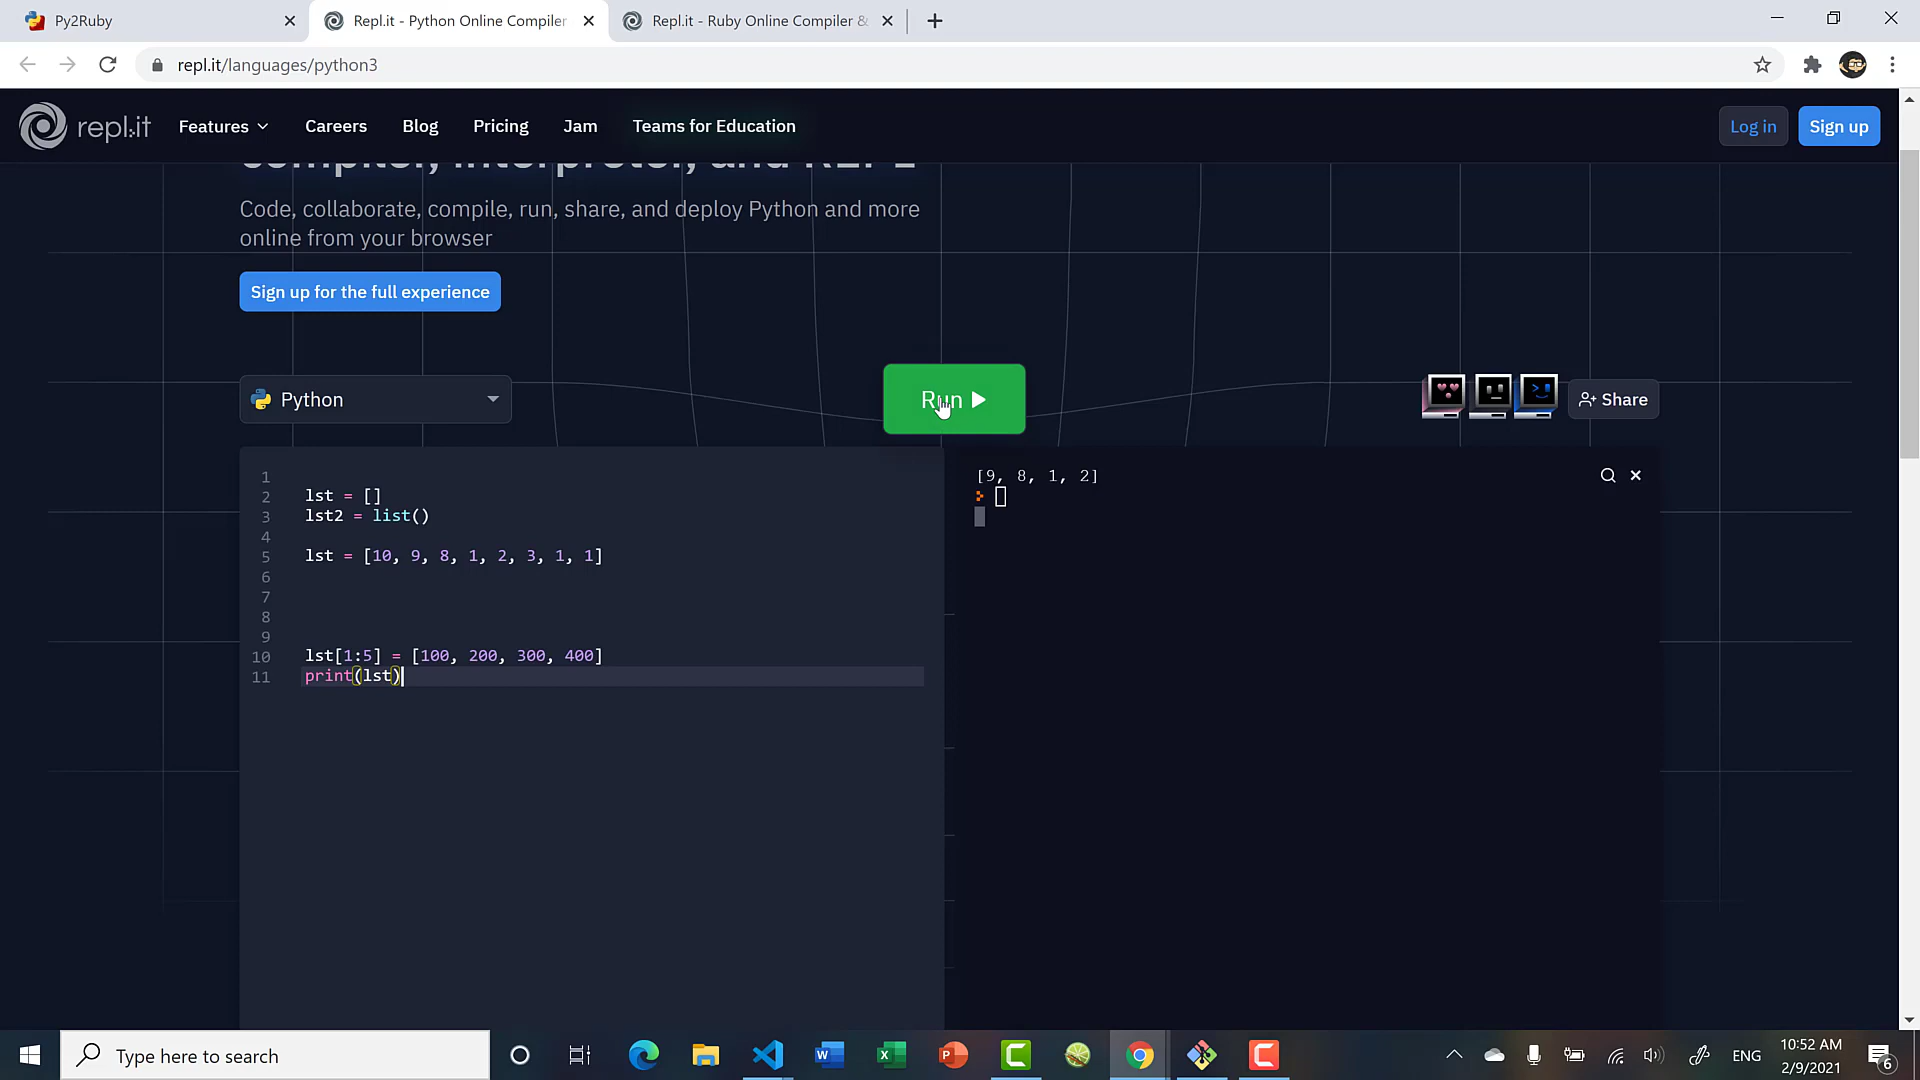 Py2Ruby
Repl.it - Python Online Compiler
Repl.it - Ruby Online Compiler &
repl.it/languages/python3
repl.it
Features
Careers
Blog
Pricing
Jam
Teams for Education
Log in
Sign up
Code, collaborate, compile, run, share, and deploy Python and more
online from your browser
Sign up for the full experience
Python
Run
Share
1
2 lst = []
3 lst2 = list()
4
5 lst = [10, 9, 8, 1, 2, 3, 1, 1]
6
7
8
9
10 lst[1:5] = [100, 200, 300, 400]
11 print(lst)
[9, 8, 1, 2]
Type here to search
ENG
10:52 AM
2/9/2021
6